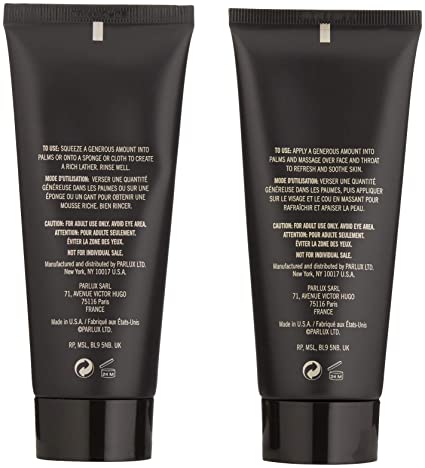 TO USE: SQUEEZE A GENEROUS AMOUNT INTO
PALMS OR ONTO A SPONGE OR CLOTH TO CREATE
A RICH LATHER. RINSE WELL.
MODE D'UTILISATION: VERSER UNE QUANTITÉ
GÉNÉREUSE DANS LES PAUMES OU SUR UNE
ÉPONGE OU UN GANT POUR OBTENIR UNE
MOUSSE RICHE. BIEN RINCER.
CAUTION: FOR ADULT USE ONLY. AVOID EYE AREA.
ATTENTION: POUR ADULTE SEULEMENT.
ÉVITER LA ZONE DES YEUX.
NOT FOR INDIVIDUAL SALE.
Manufactured and distributed by PARLUX LTD.
New York, NY 10017 U.S.A.
PARLUX SARL
71, AVENUE VICTOR HUGO
75116 Paris
FRANCE
Made in U.S.A. / Fabriqué aux États-Unis
©PARLUX LTD.
RP, MSL, BL9 5NB. UK
24 M
TO USE: APPLY A GENEROUS AMOUNT INTO
PALMS AND MASSAGE OVER FACE AND THROAT
TO REFRESH AND SOOTHE SKIN.
MODE D'UTILISATION: VERSER UNE QUANTITÉ
GÉNÉREUSE DANS LES PAUMES, PUIS APPLIQUER
SUR LE VISAGE ET LE COU EN MASSANT POUR
RAFRAÎCHIR ET APAISER LA PEAU.
CAUTION: FOR ADULT USE ONLY. AVOID EYE AREA.
ATTENTION: POUR ADULTE SEULEMENT.
ÉVITER LA ZONE DES YEUX.
NOT FOR INDIVIDUAL SALE.
Manufactured and distributed by PARLUX LTD.
New York, NY 10017 U.S.A.
PARLUX SARL
71, AVENUE VICTOR HUGO
75116 Paris
FRANCE
Made in U.S.A. / Fabriqué aux États-Unis
©PARLUX LTD.
RP, MSL, BL9 5NB. UK
24 M